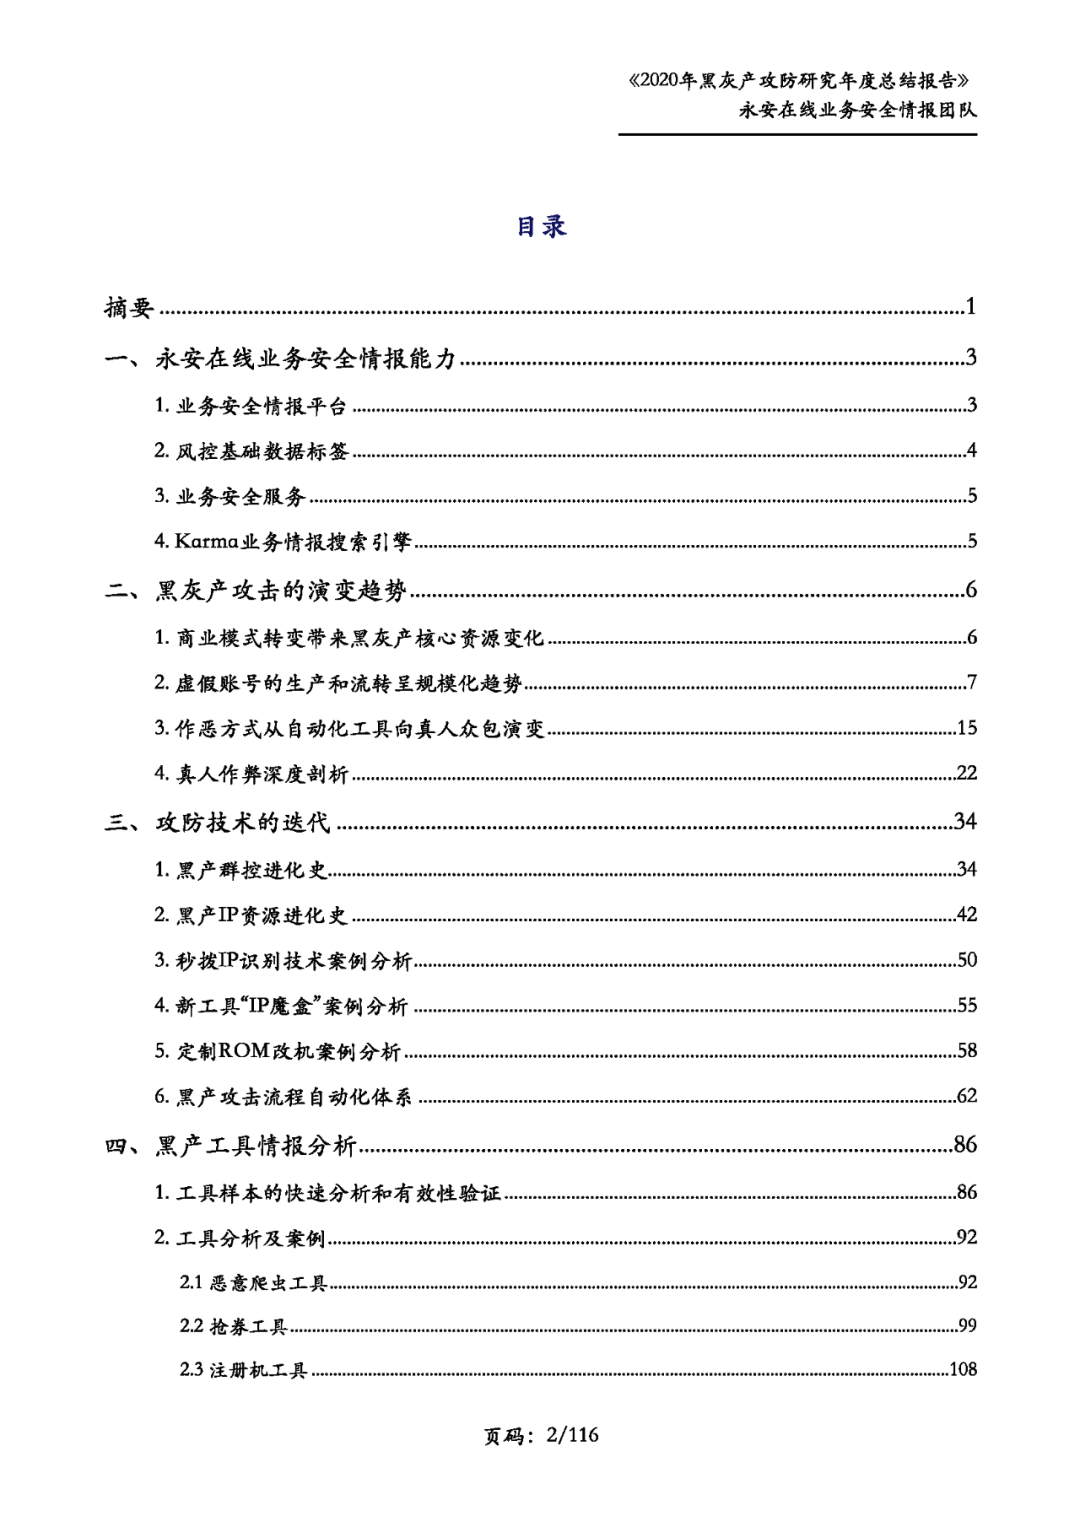 《2020年黑灰产攻防研究年度总结报告》
永安在线业务安全情报团队
目录
摘要 1
一、永安在线业务安全情报能力 3
1. 业务安全情报平台 3
2. 风控基础数据标签 4
3. 业务安全服务 5
4. Karma业务情报搜索引擎 5
二、黑灰产攻击的演变趋势 6
1. 商业模式转变带来黑灰产核心资源变化 6
2. 虚假账号的生产和流转呈规模化趋势 7
3. 作恶方式从自动化工具向真人众包演变 15
4. 真人作弊深度剖析 22
三、攻防技术的迭代 34
1. 黑产群控进化史 34
2. 黑产IP资源进化史 42
3. 秒拨IP识别技术案例分析 50
4. 新工具“IP魔盒”案例分析 55
5. 定制ROM改机案例分析 58
6. 黑产攻击流程自动化体系 62
四、黑产工具情报分析 86
1. 工具样本的快速分析和有效性验证 86
2. 工具分析及案例 92
2.1 恶意爬虫工具 92
2.2 抢券工具 99
2.3 注册机工具 108
页码：2/116